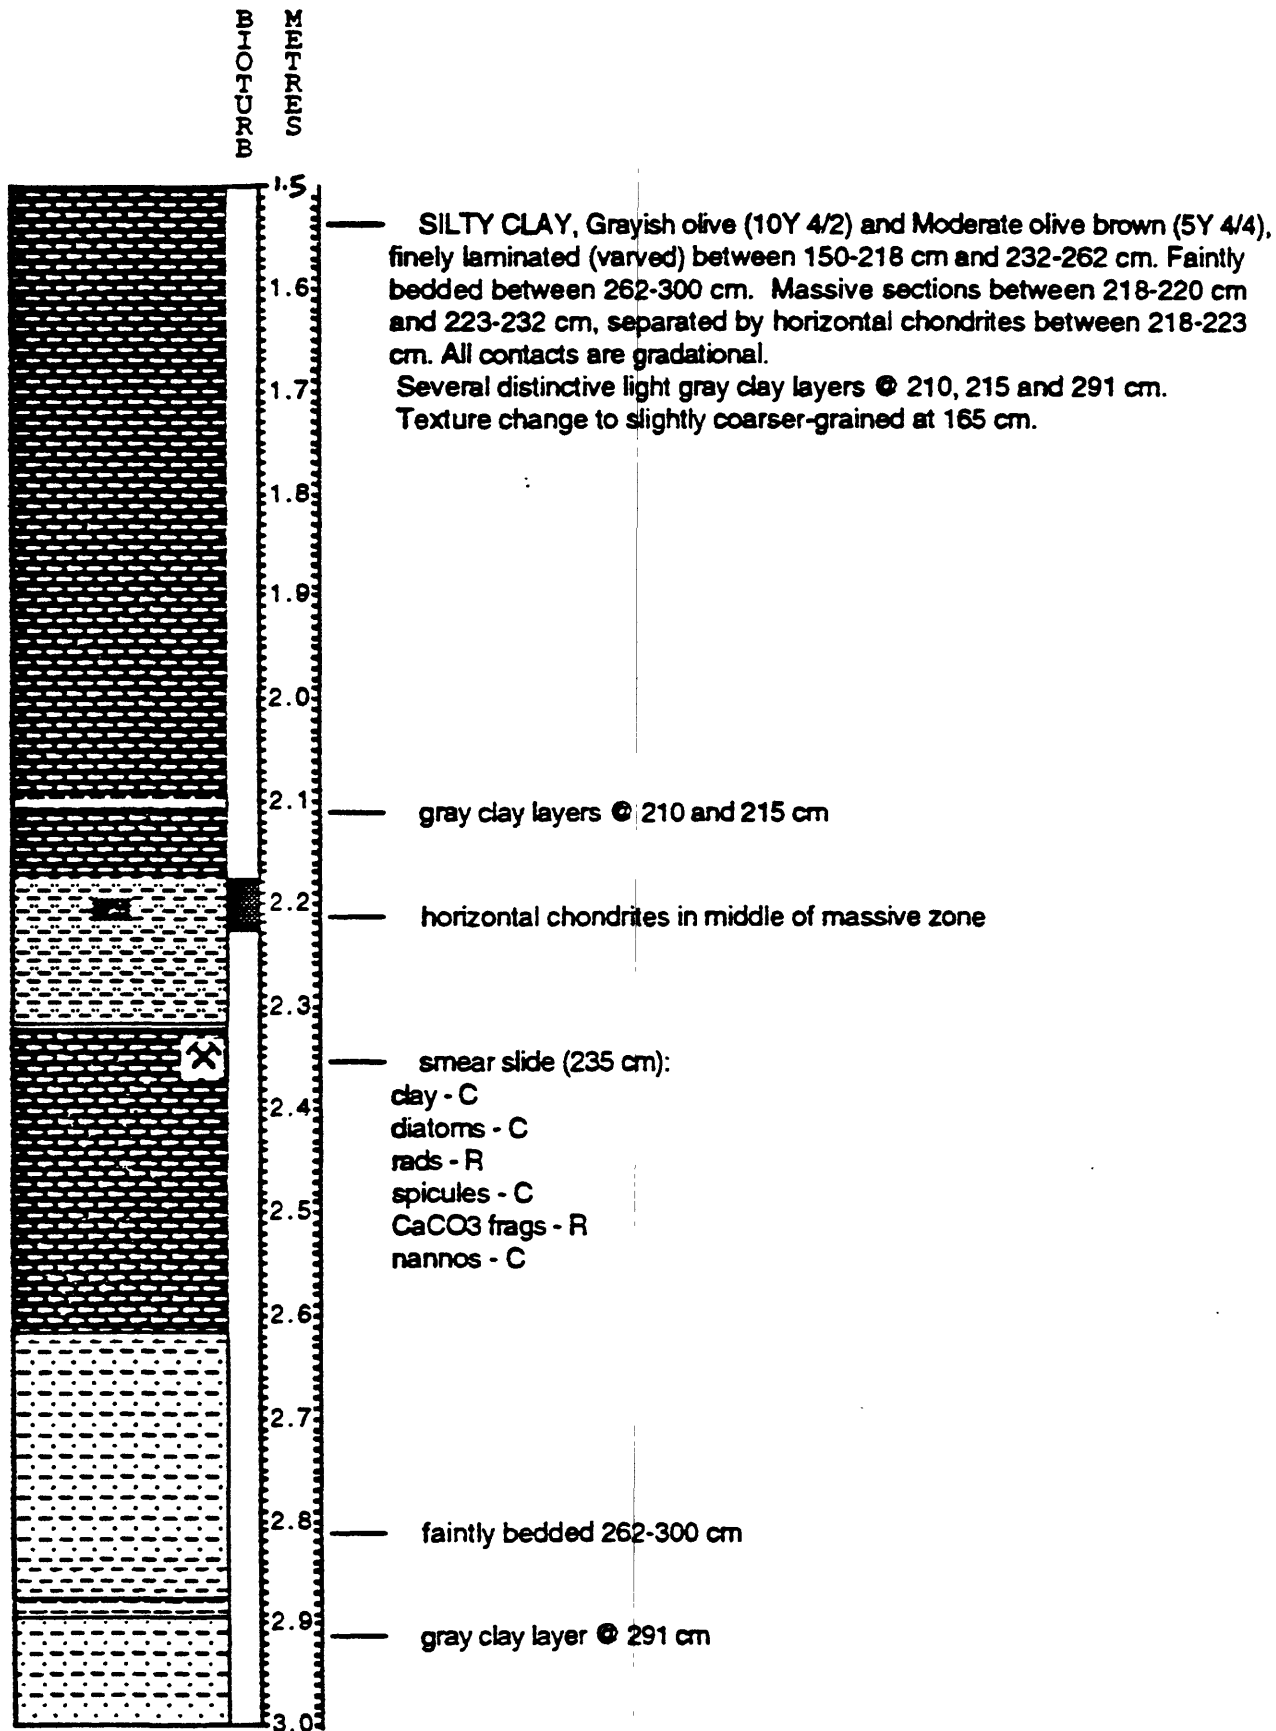 BIOTURB
METRES
1.5
SILTY CLAY, Grayish olive (10Y 4/2) and Moderate olive brown (5Y 4/4),
finely laminated (varved) between 150-218 cm and 232-262 cm. Faintly
1.6
bedded between 262-300 cm. Massive sections between 218-220 cm
and 223-232 cm, separated by horizontal chondrites between 218-223
cm. All contacts are gradational.
1.7
Several distinctive light gray clay layers @ 210, 215 and 291 cm.
Texture change to slightly coarser-grained at 165 cm.
1.8
1.9
2.0
2.1
gray clay layers @ 210 and 215 cm
2.2
horizontal chondrites in middle of massive zone
2.3
smear slide (235 cm):
clay - C
2.4
diatoms - C
rads - R
spicules - C
2.5
CaCO3 frags - R
nannos - C
2.6
2.7
2.8
faintly bedded 262-300 cm
2.9
gray clay layer @ 291 cm
3.0